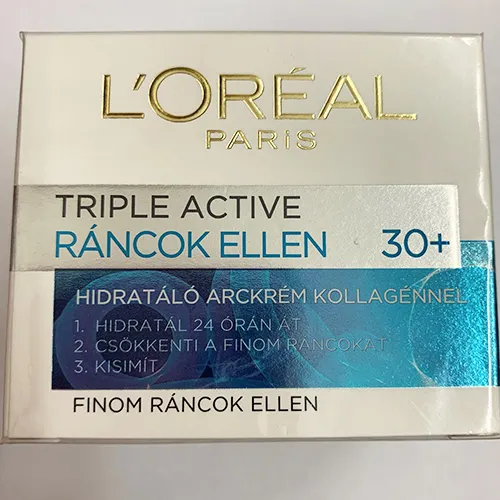 L'ORÉAL
PARiS
TRIPLE ACTIVE
RÁNCOK ELLEN 30+
HIDRATÁLÓ ARCKRÉM KOLLAGÉNNEL
1. HIDRATÁL 24 ÓRÁN ÁT
2. CSÖKKENTI A FINOM RÁNCOKAT
3. KISIMÍT
FINOM RÁNCOK ELLEN